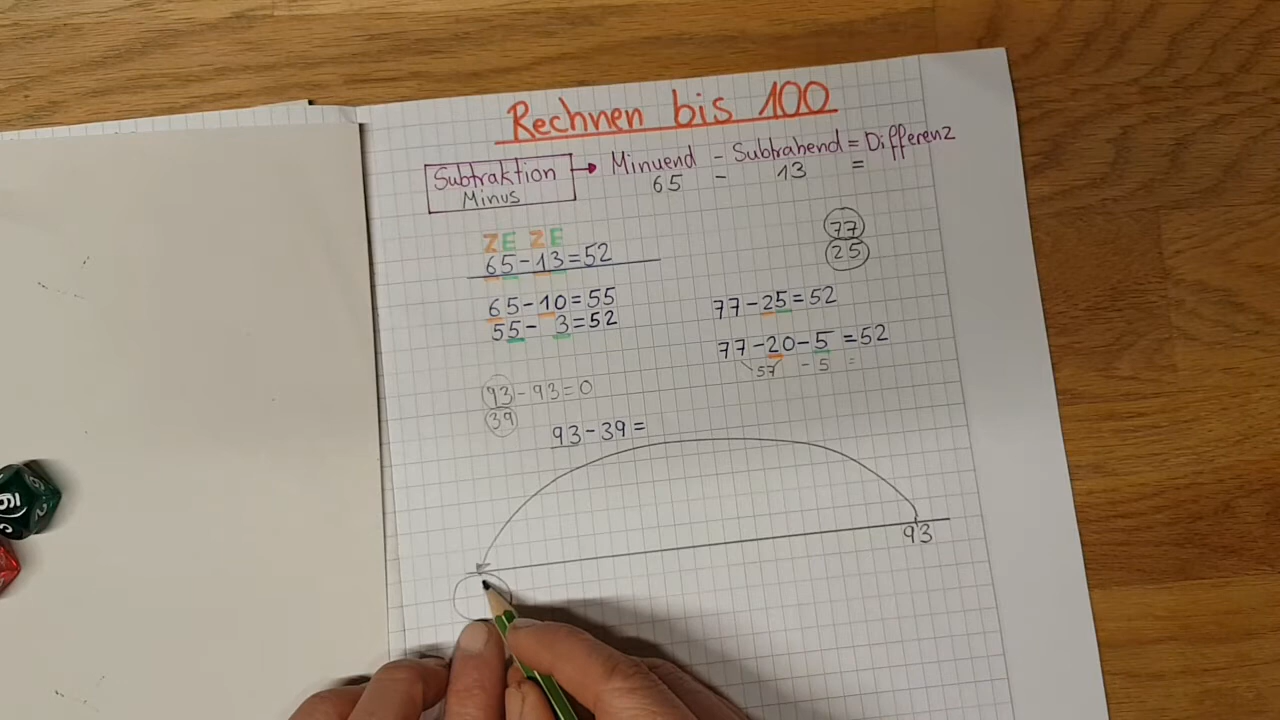 Rechnen bis 100
Subtraktion
Minus
Minuend - Subtrahend = Differenz
65 - 13 =
ZE ZE
65-13=52
65-10=55
55- 3=52
77
25
77-25=52
77-20-5=52
57 - 5 =
93-93=0
39
93-39=
93